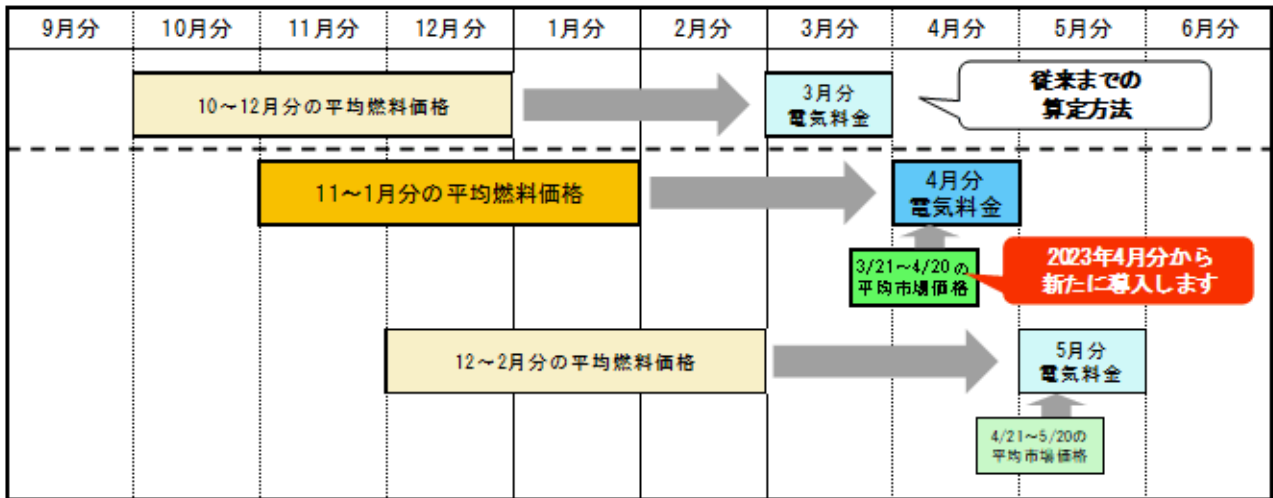 9月分 10月分 11月分 12月分 1月分 2月分 3月分 4月分 5月分 6月分
10～12月分の平均燃料価格
3月分
電気料金
従来までの
算定方法
11～1月分の平均燃料価格
4月分
電気料金
3/21～4/20の
平均市場価格
2023年4月分から
新たに導入します
12～2月分の平均燃料価格
5月分
電気料金
4/21～5/20の
平均市場価格